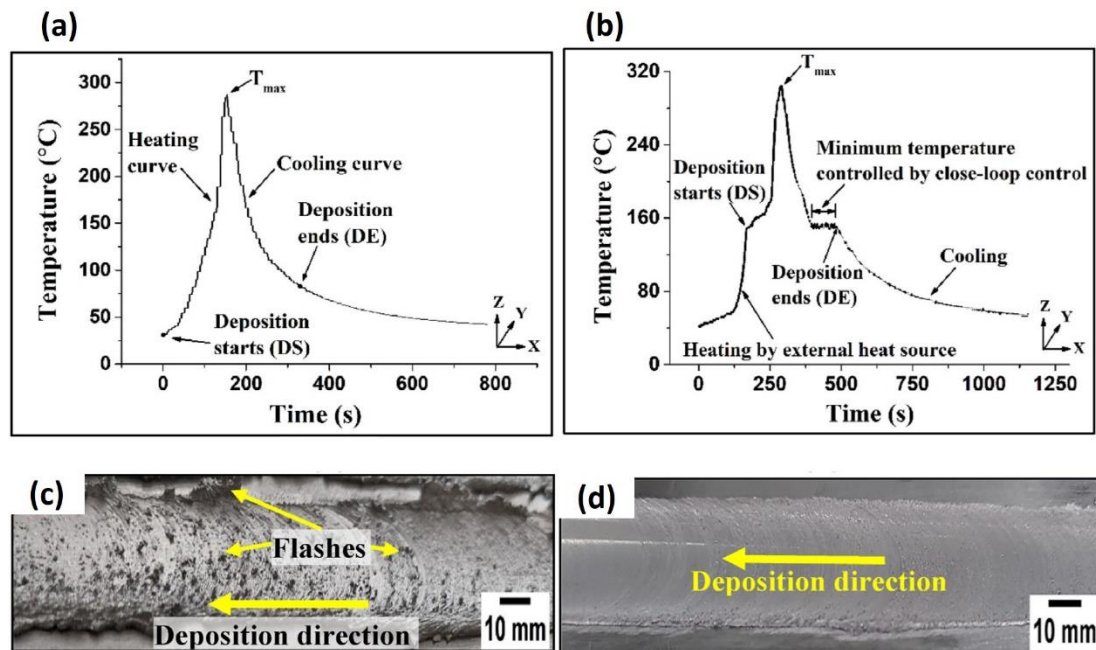 (a)
Temperature (°C)
300
250
200
150
100
50
0
T max
Heating
curve
Cooling curve
Deposition
ends (DE)
Deposition
starts (DS)
Z
Y
X
0 200 400 600 800
Time (s)
(b)
Temperature (°C)
320
240
160
80
0
T max
Deposition
starts (DS)
Minimum temperature
controlled by close-loop control
Deposition
ends (DE)
Cooling
Heating by external heat source
Z
Y
X
0 250 500 750 1000 1250
Time (s)
(c)
Flashes
Deposition direction
10 mm
(d)
Deposition direction
10 mm